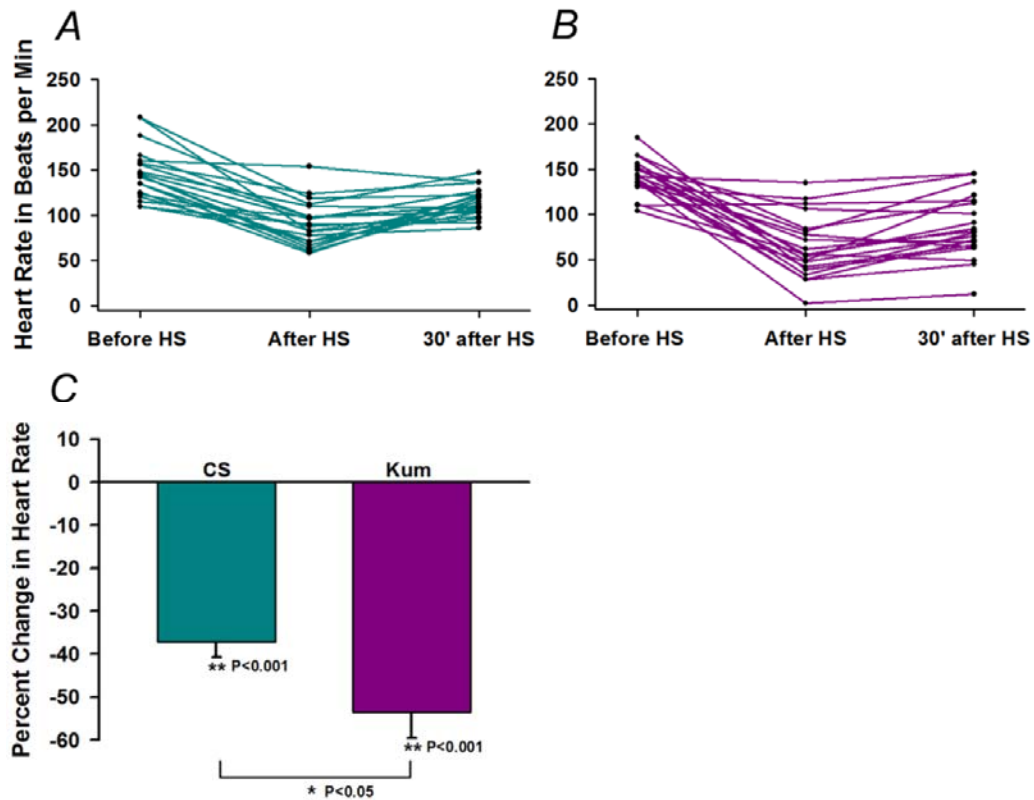 A
Heart Rate in Beats per Min
250
200
150
100
50
0
Before HS After HS 30' after HS
B
250
200
150
100
50
0
Before HS After HS 30' after HS
C
Percent Change in Heart Rate
10
0
-10
-20
-30
-40
-50
-60
CS Kum
** P<0.001
** P<0.001
* P<0.05